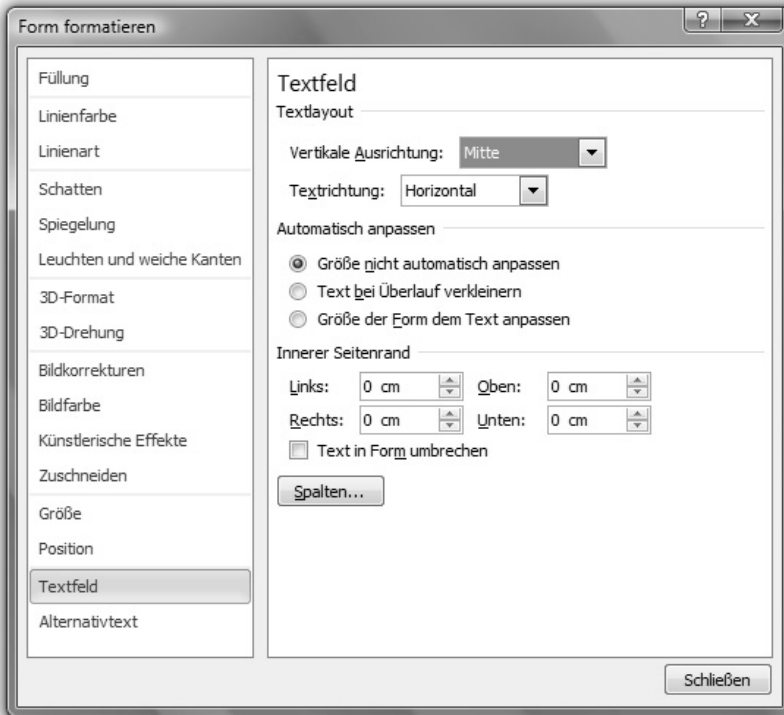 Form formatieren
?
X
Füllung
Linienfarbe
Linienart
Schatten
Spiegelung
Leuchten und weiche Kanten
3D-Format
3D-Drehung
Bildkorrekturen
Bildfarbe
Künstlerische Effekte
Zuschneiden
Größe
Position
Textfeld
Alternativtext
Textfeld
Textlayout
Vertikale Ausrichtung: Mitte
Textrichtung: Horizontal
Automatisch anpassen
Größe nicht automatisch anpassen
Text bei Überlauf verkleinern
Größe der Form dem Text anpassen
Innerer Seitenrand
Links: 0 cm Oben: 0 cm
Rechts: 0 cm Unten: 0 cm
Text in Form umbrechen
Spalten...
Schließen